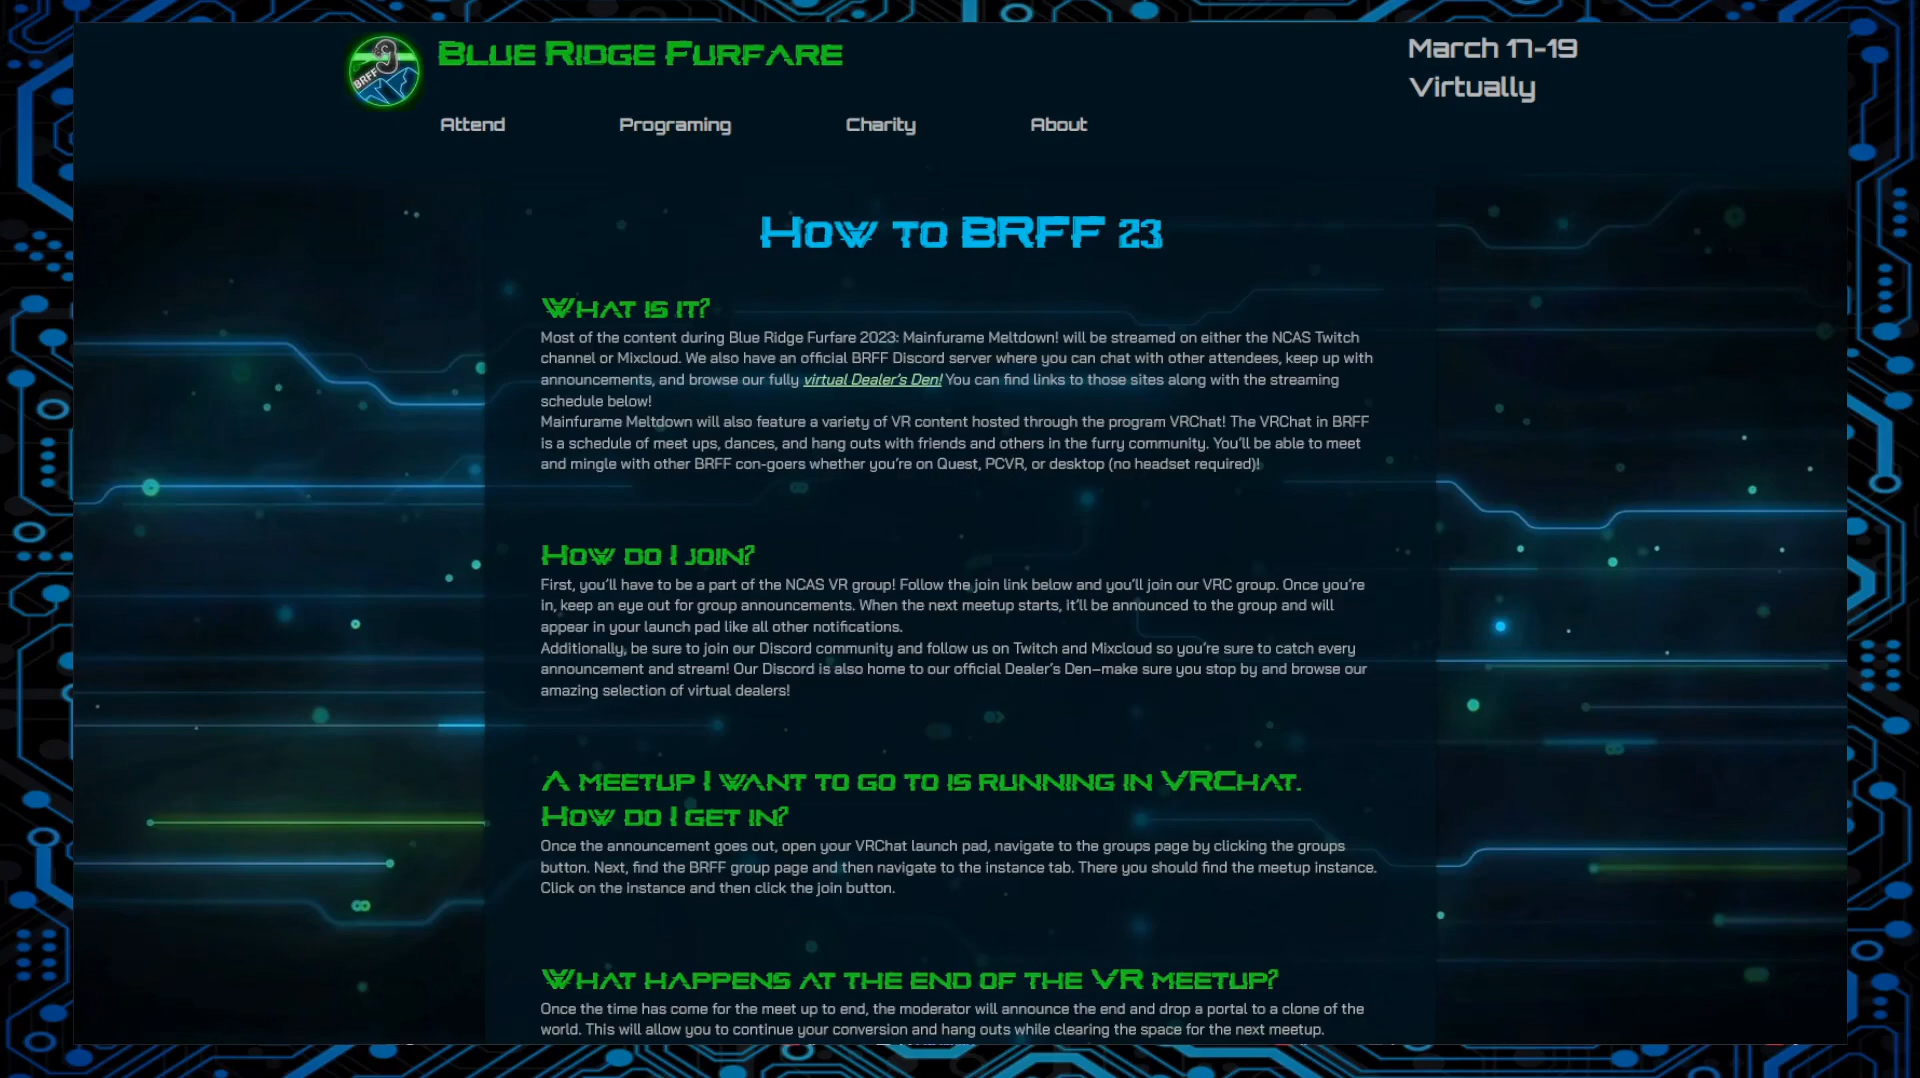 BRFF
Blue Ridge Furfare
March 17-19
Virtually
Attend
Programing
Charity
About
How to BRFF 23
What is it?
Most of the content during Blue Ridge Furfare 2023: Mainfurame Meltdown! will be streamed on either the NCAS Twitch
channel or Mixcloud. We also have an official BRFF Discord server where you can chat with other attendees, keep up with
announcements, and browse our fully virtual Dealer's Den! You can find links to those sites along with the streaming
schedule below!
Mainfurame Meltdown will also feature a variety of VR content hosted through the program VRChat! The VRChat in BRFF
is a schedule of meet ups, dances, and hang outs with friends and others in the furry community. You'll be able to meet
and mingle with other BRFF con-goers whether you're on Quest, PCVR, or desktop (no headset required)!
How do I join?
First, you'll have to be a part of the NCAS VR group! Follow the join link below and you'll join our VRC group. Once you're
in, keep an eye out for group announcements. When the next meetup starts, it'll be announced to the group and will
appear in your launch pad like all other notifications.
Additionally, be sure to join our Discord community and follow us on Twitch and Mixcloud so you're sure to catch every
announcement and stream! Our Discord is also home to our official Dealer's Den–make sure you stop by and browse our
amazing selection of virtual dealers!
A meetup I want to go to is running in VRChat.
How do I get in?
Once the announcement goes out, open your VRChat launch pad, navigate to the groups page by clicking the groups
button. Next, find the BRFF group page and then navigate to the instance tab. There you should find the meetup instance.
Click on the instance and then click the join button.
What happens at the end of the VR meetup?
Once the time has come for the meet up to end, the moderator will announce the end and drop a portal to a clone of the
world. This will allow you to continue your conversion and hang outs while clearing the space for the next meetup.